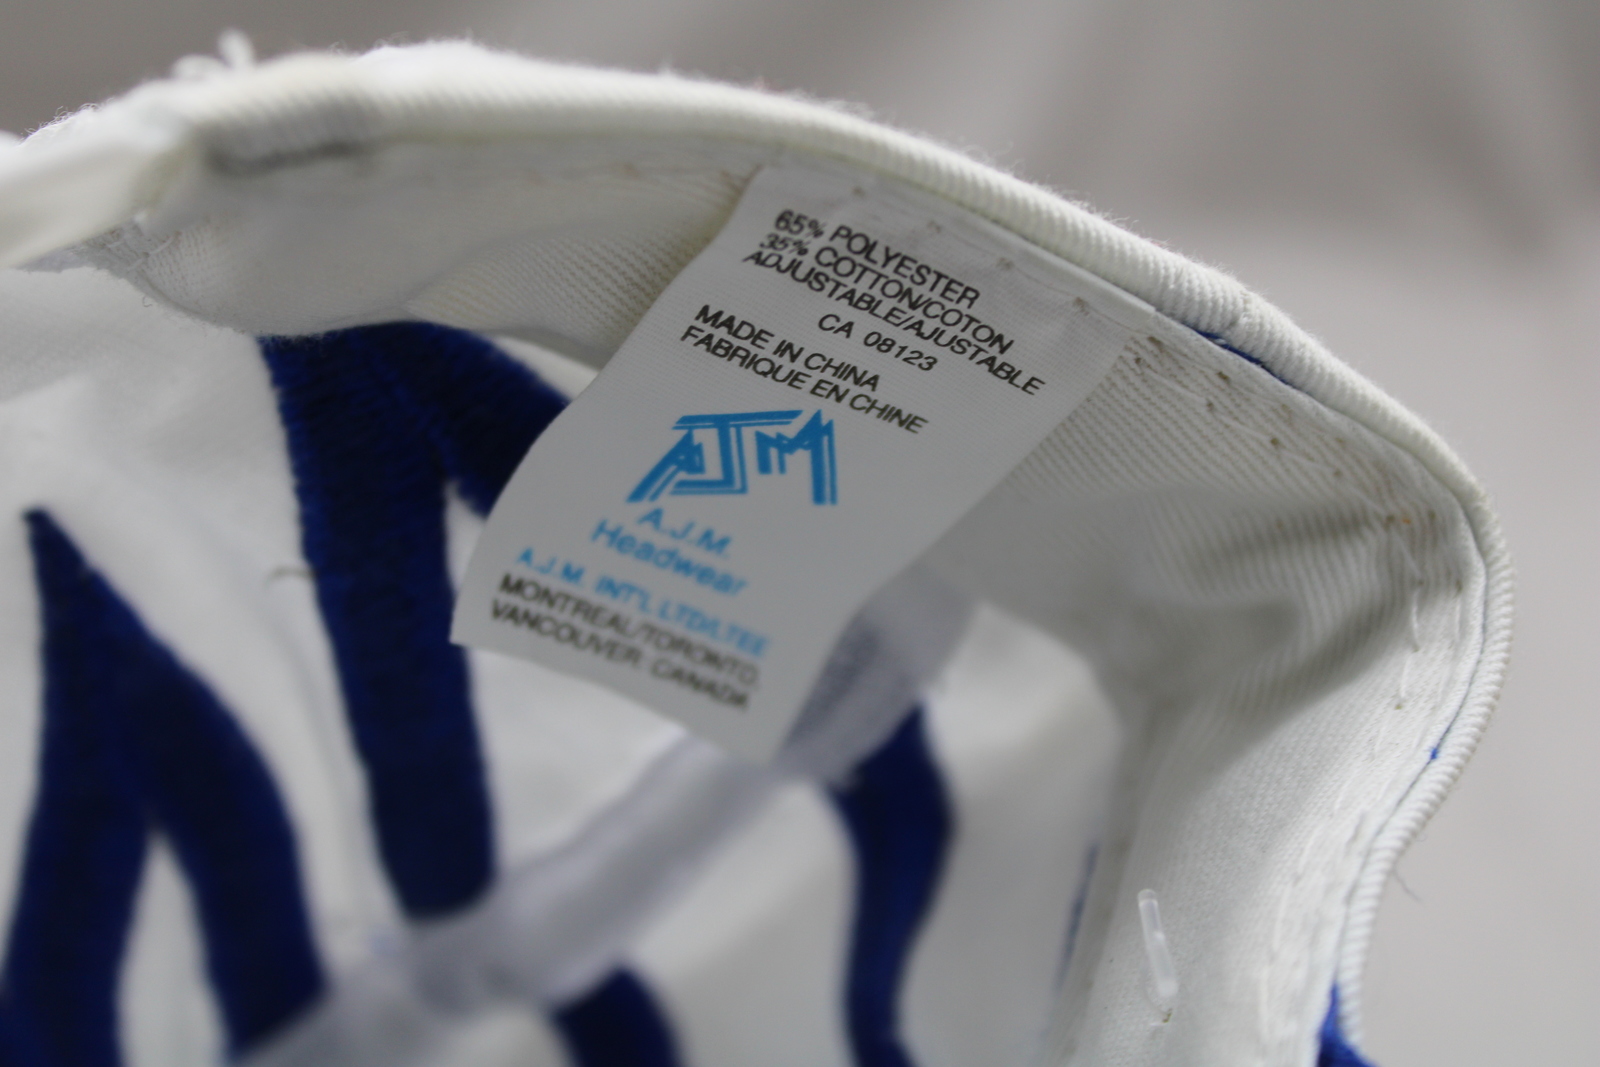 65% POLYESTER
35% COTTON/COTON
ADJUSTABLE/AJUSTABLE
CA 08123
MADE IN CHINA
FABRIQUE EN CHINE
AJM
A.J.M.
Headwear
A.J.M. INT'L LTD/LTEE
MONTREAL/TORONTO,
VANCOUVER CANADA